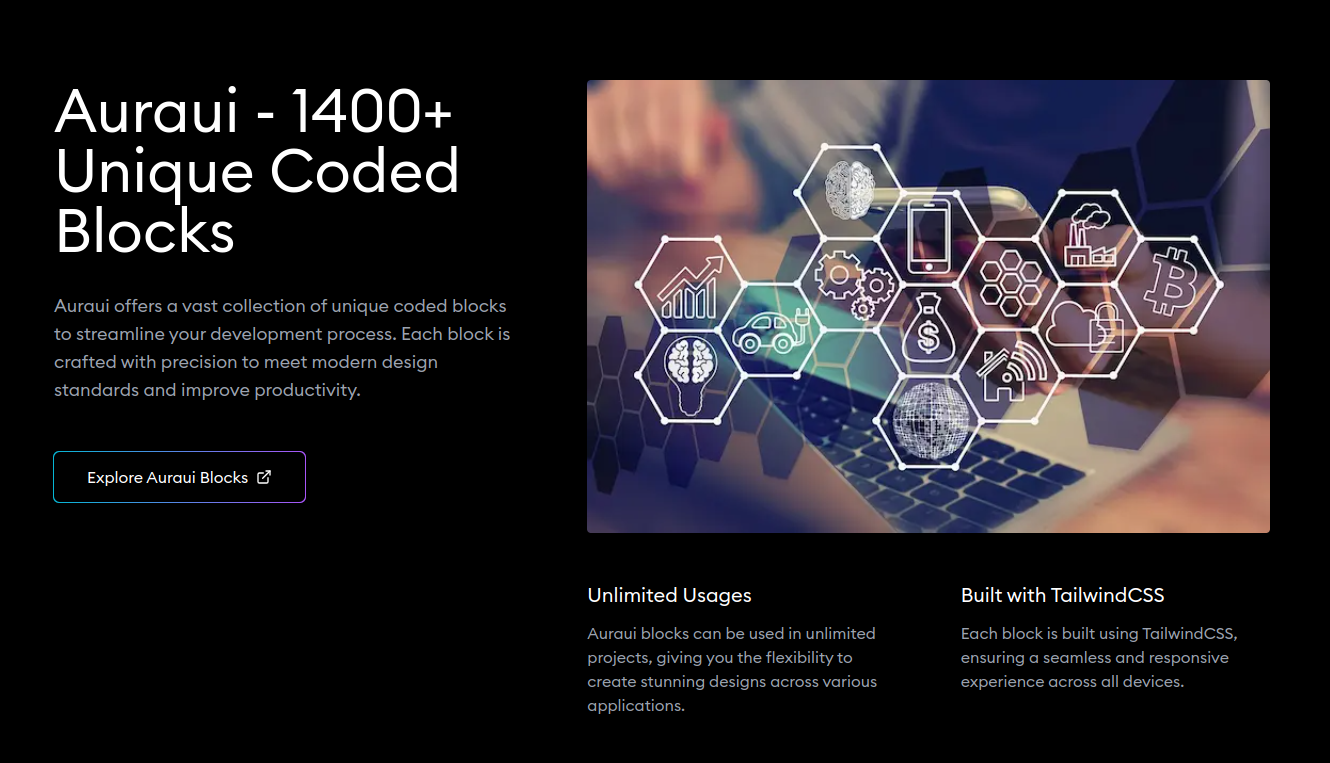 Auraui - 1400+
Unique Coded
Blocks
Auraui offers a vast collection of unique coded blocks
to streamline your development process. Each block is
crafted with precision to meet modern design
standards and improve productivity.
Explore Auraui Blocks
$
Unlimited Usages
Auraui blocks can be used in unlimited
projects, giving you the flexibility to
create stunning designs across various
applications.
Built with TailwindCSS
Each block is built using TailwindCSS,
ensuring a seamless and responsive
experience across all devices.